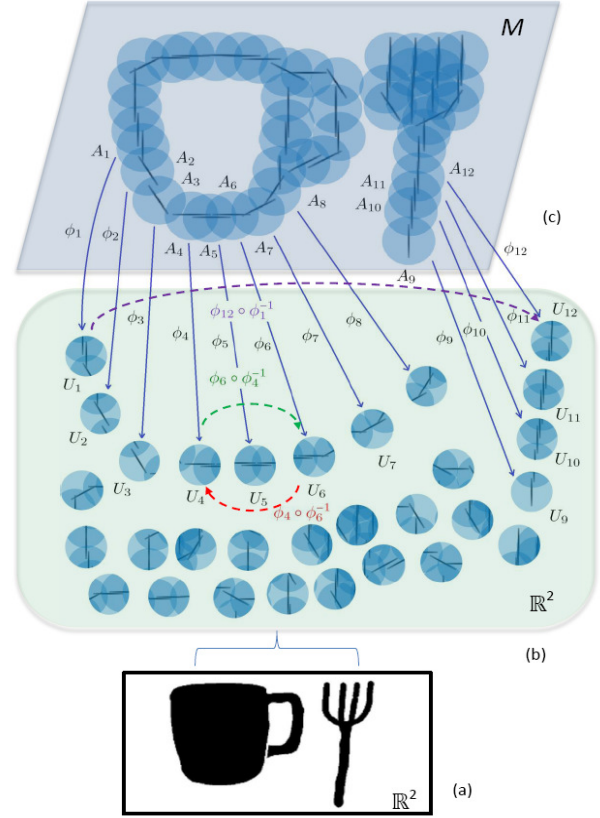 M
A₁ A₂ A₁₂
A₃ A₆ A₁₁
A₈ A₁₀
(c)
ϕ₁ ϕ₂ A₄ A₅ A₇
ϕ₁₂
A₉
ϕ₃ ϕ₄ ϕ₁₂ ∘ ϕ₁⁻¹ ϕ₈ ϕ₁₁ U₁₂
ϕ₅ ϕ₆ ϕ₇ ϕ₉ ϕ₁₀
U₁ ϕ₆ ∘ ϕ₄⁻¹
U₁₁
U₂
U₃ U₇ U₁₀
U₄ U₅ U₆
ϕ₄ ∘ ϕ₆⁻¹ U₉
ℝ²
(b)
(a)
ℝ²